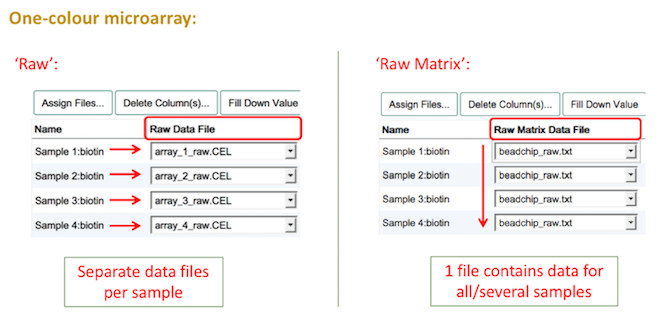 One-colour microarray:
'Raw':
Assign Files... Delete Column(s)... Fill Down Value
Name Raw Data File
Sample 1:biotin array_1_raw.CEL
Sample 2:biotin array_2_raw.CEL
Sample 3:biotin array_3_raw.CEL
Sample 4:biotin array_4_raw.CEL
Separate data files
per sample
'Raw Matrix':
Assign Files... Delete Column(s)... Fill Down Value
Name Raw Matrix Data File
Sample 1:biotin beadchip_raw.txt
Sample 2:biotin beadchip_raw.txt
Sample 3:biotin beadchip_raw.txt
Sample 4:biotin beadchip_raw.txt
1 file contains data for
all/several samples